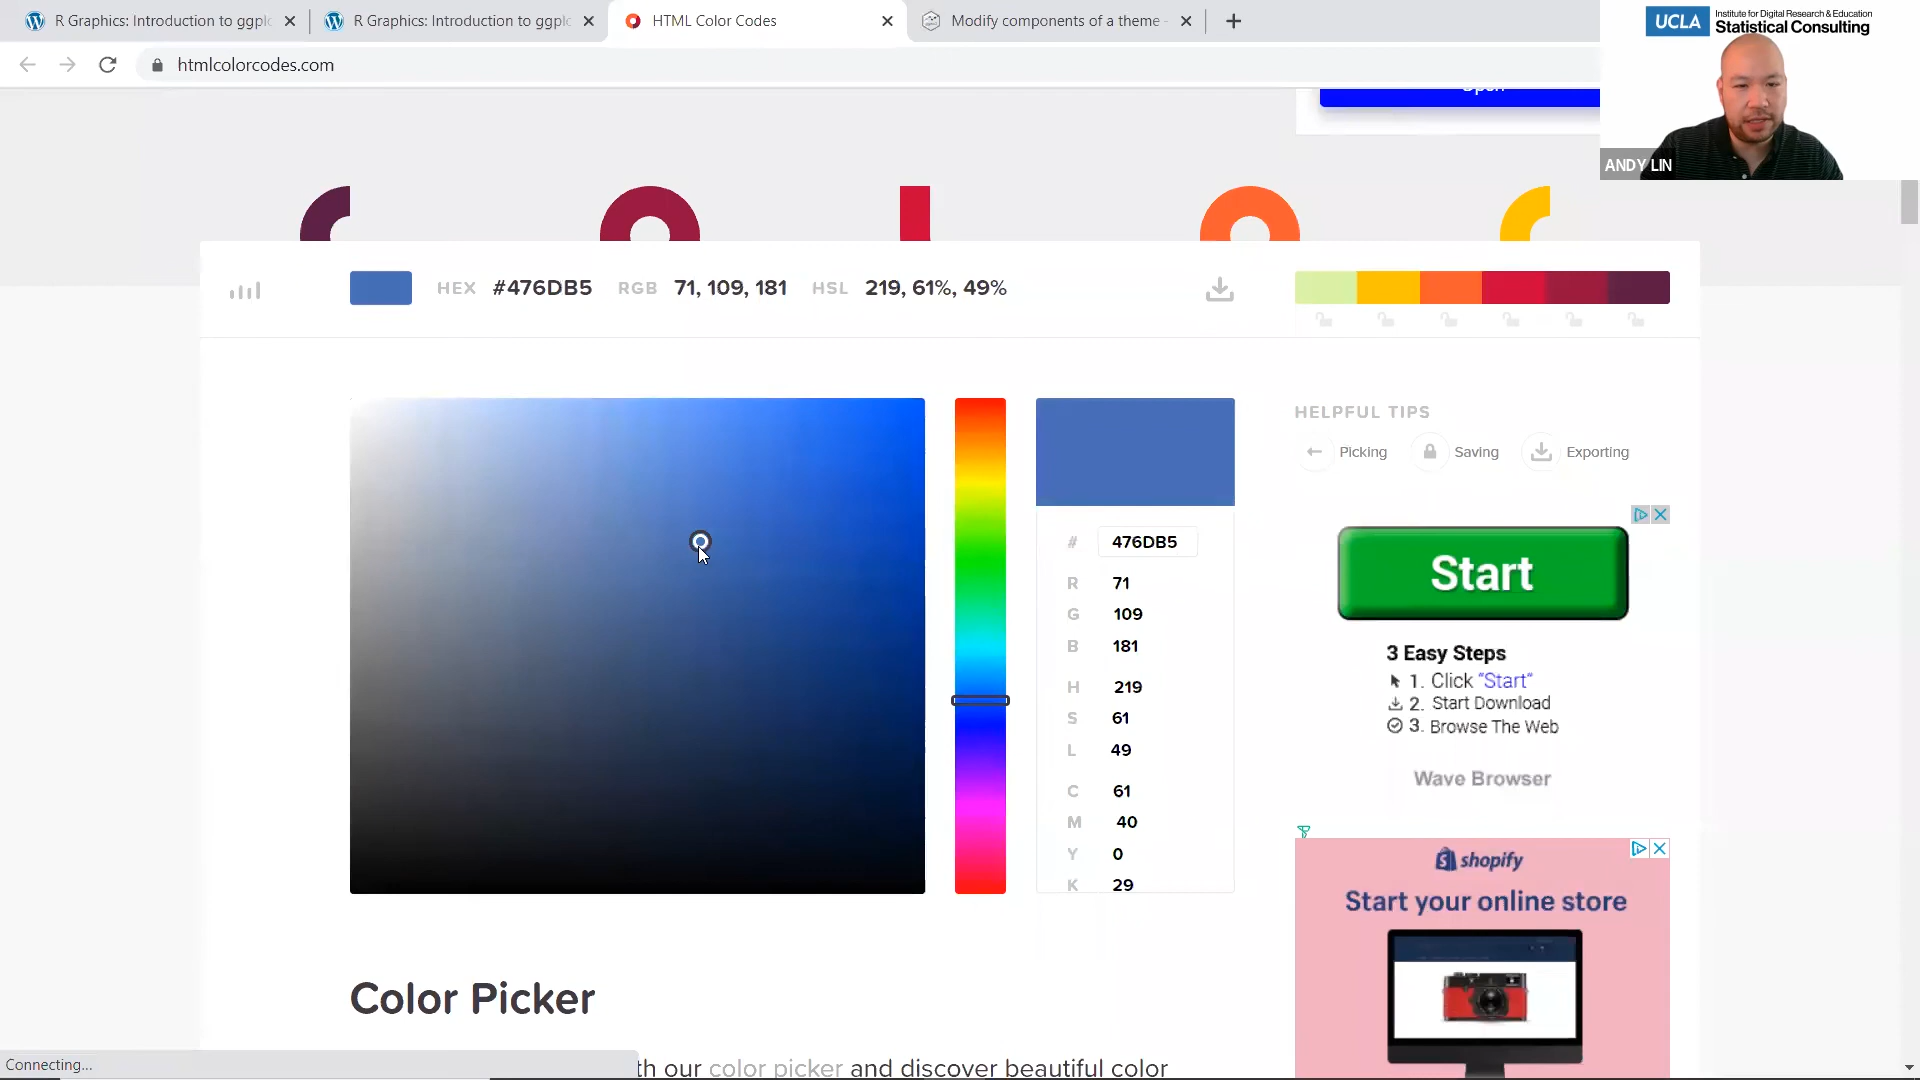 R Graphics: Introduction to ggplo
R Graphics: Introduction to ggplo
HTML Color Codes
Modify components of a theme -
UCLA
Institute for Digital Research & Education
Statistical Consulting
htmlcolorcodes.com
Open
ANDY LIN
HEX #476DB5 RGB 71, 109, 181 HSL 219, 61%, 49%
HELPFUL TIPS
Picking Saving Exporting
# 476DB5
R 71
G 109
B 181
H 219
S 61
L 49
C 61
M 40
Y 0
K 29
Start
3 Easy Steps
1. Click “Start”
2. Start Download
3. Browse The Web
Wave Browser
shopify
Start your online store
Color Picker
th our color picker and discover beautiful color
Connecting...